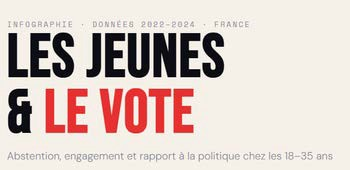 INFOGRAPHIE · DONNÉES 2022–2024 · FRANCE
LES JEUNES
& LE VOTE
Abstention, engagement et rapport à la politique chez les 18–35 ans